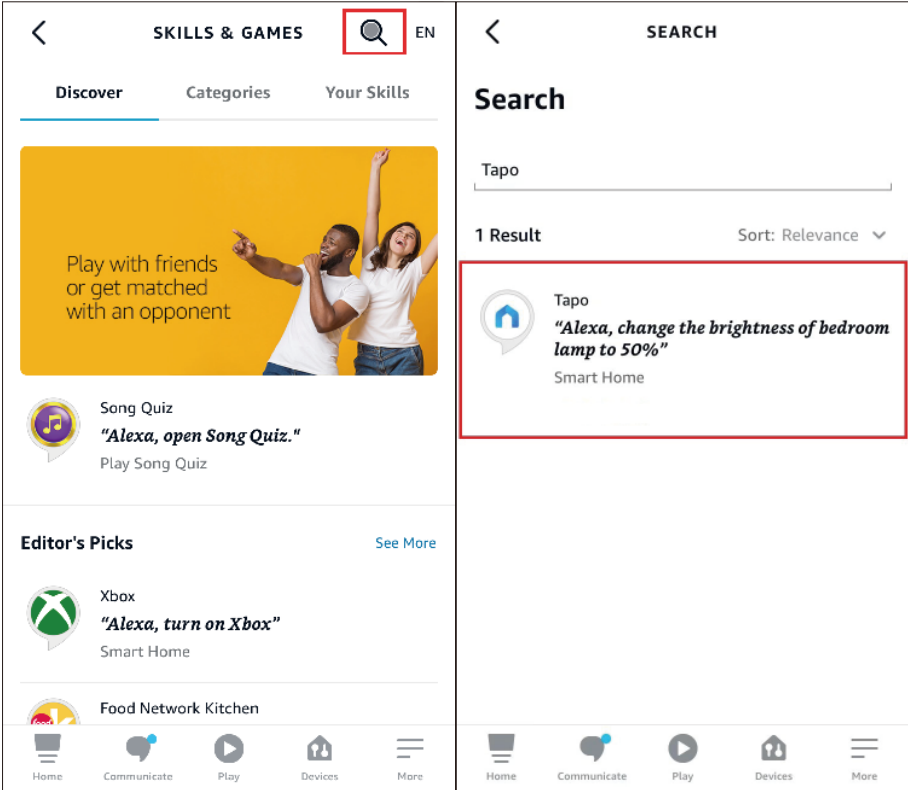 SKILLS & GAMES
EN
Discover
Categories
Your Skills
Play with friends
or get matched
with an opponent
Song Quiz
“Alexa, open Song Quiz."
Play Song Quiz
Editor's Picks
See More
Xbox
“Alexa, turn on Xbox”
Smart Home
food
Food Network Kitchen
Home
Communicate
Play
Devices
More
SEARCH
Search
Tapo
1 Result
Sort: Relevance
Tapo
“Alexa, change the brightness of bedroom
lamp to 50%”
Smart Home
Home
Communicate
Play
Devices
More